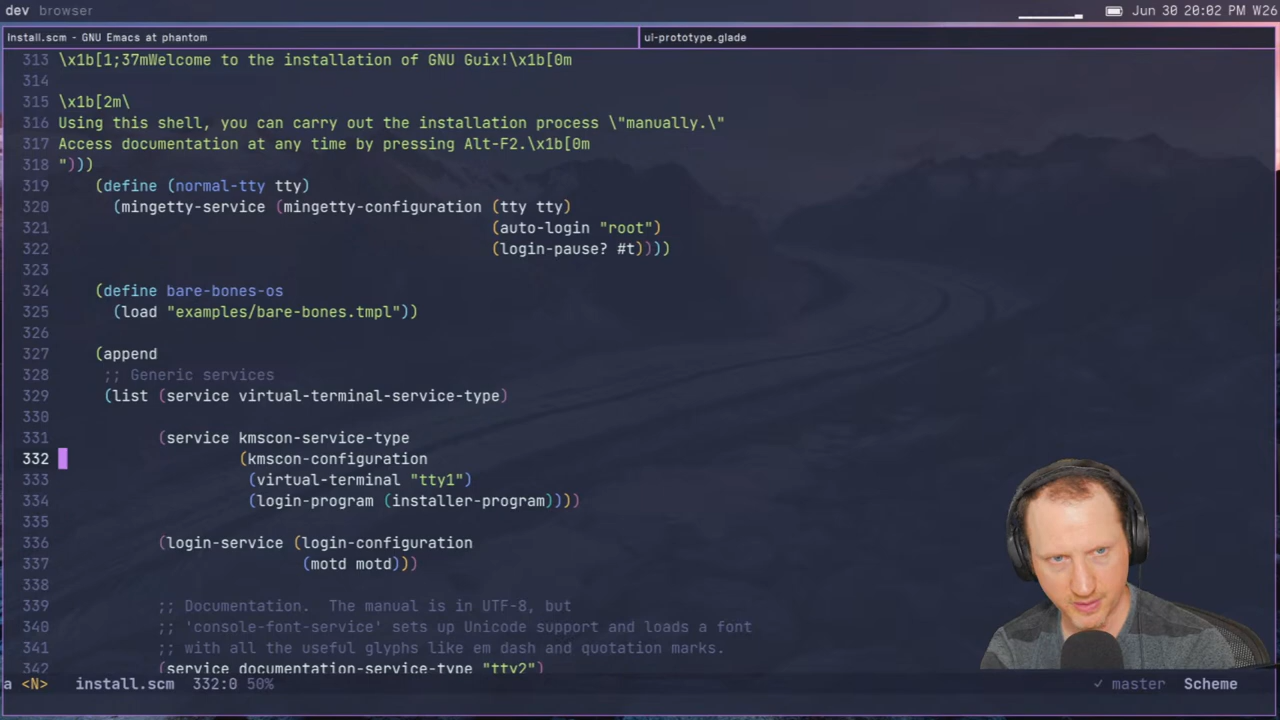 dev browser
Jun 30 20:02 PM W26
install.scm - GNU Emacs at phantom
ui-prototype.glade
313 \x1b[1;37mWelcome to the installation of GNU Guix!\x1b[0m
314
315 \x1b[2m\
316 Using this shell, you can carry out the installation process \"manually.\"
317 Access documentation at any time by pressing Alt-F2.\x1b[0m
318 ")))
319 (define (normal-tty tty)
320 (mingetty-service (mingetty-configuration (tty tty)
321 (auto-login "root")
322 (login-pause? #t))))
323
324 (define bare-bones-os
325 (load "examples/bare-bones.tmpl"))
326
327 (append
328 ;; Generic services
329 (list (service virtual-terminal-service-type)
330
331 (service kmscon-service-type
332 (kmscon-configuration
333 (virtual-terminal "tty1")
334 (login-program (installer-program))))
335
336 (login-service (login-configuration
337 (motd motd)))
338
339 ;; Documentation. The manual is in UTF-8, but
340 ;; 'console-font-service' sets up Unicode support and loads a font
341 ;; with all the useful glyphs like em dash and quotation marks.
342 (service documentation-service-type "tty2")
a <N> install.scm 332:0 50%
✓ master Scheme